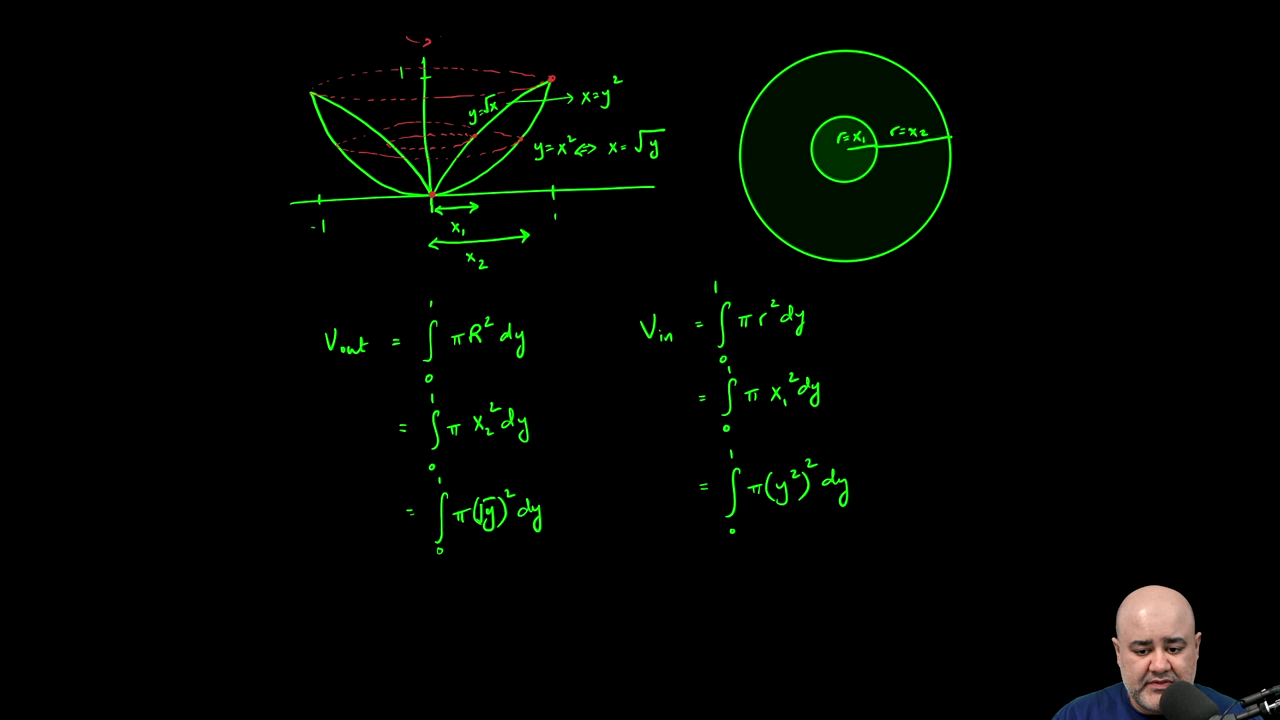 1
y=√x → x=y²
y=x² ⇔ x=√y
-1
1
x₁
x₂
r=x₁ r=x₂
V_out = ∫₀¹ πR² dy
= ∫₀¹ π x₂² dy
= ∫₀¹ π(√y)² dy
V_in = ∫₀¹ π r² dy
= ∫₀¹ π x₁² dy
= ∫₀¹ π(y²)² dy